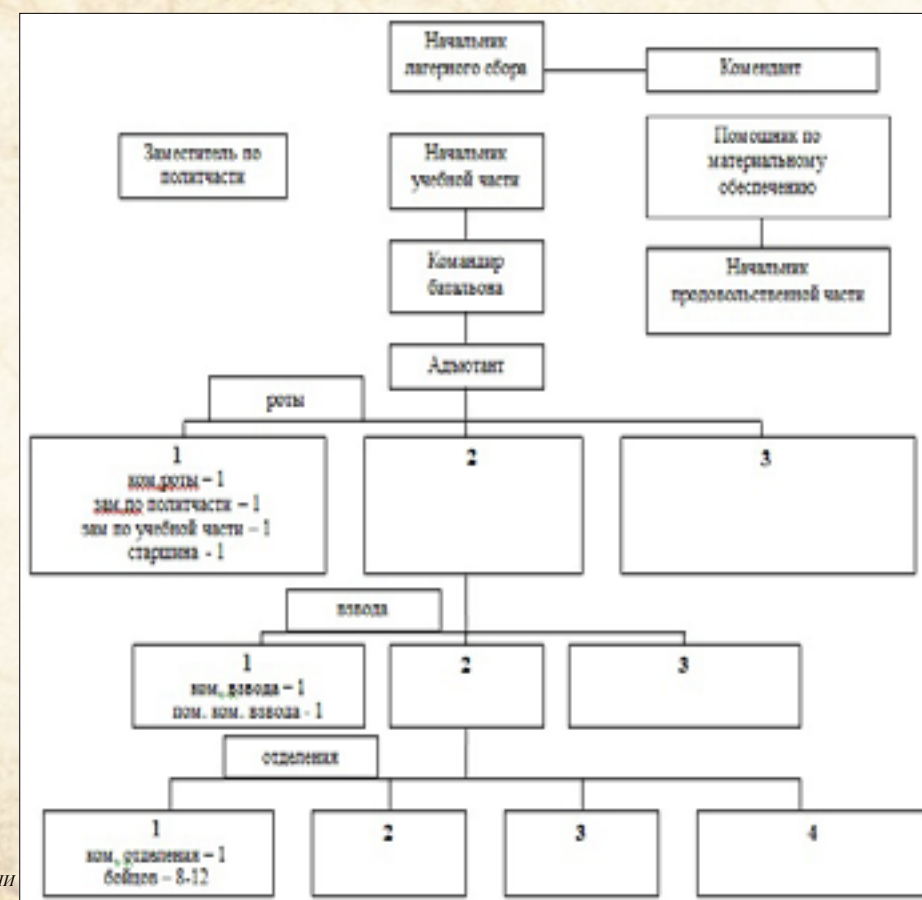 Начальник
лагерного сбора
Комендант
Заместитель по
политчасти
Начальник
учебной части
Помошник по
материальному
обеспечению
Командир
батальона
Начальник
продовольственной части
Адъютант
роты
1
ком.роты – 1
зам.по политчасти – 1
зам по учебной части – 1
старшина - 1
2
3
взвода
1
ком. взвода – 1
пом. ком. взвода - 1
2
3
отделения
1
ком. отделения – 1
бойцов – 8-12
2
3
4